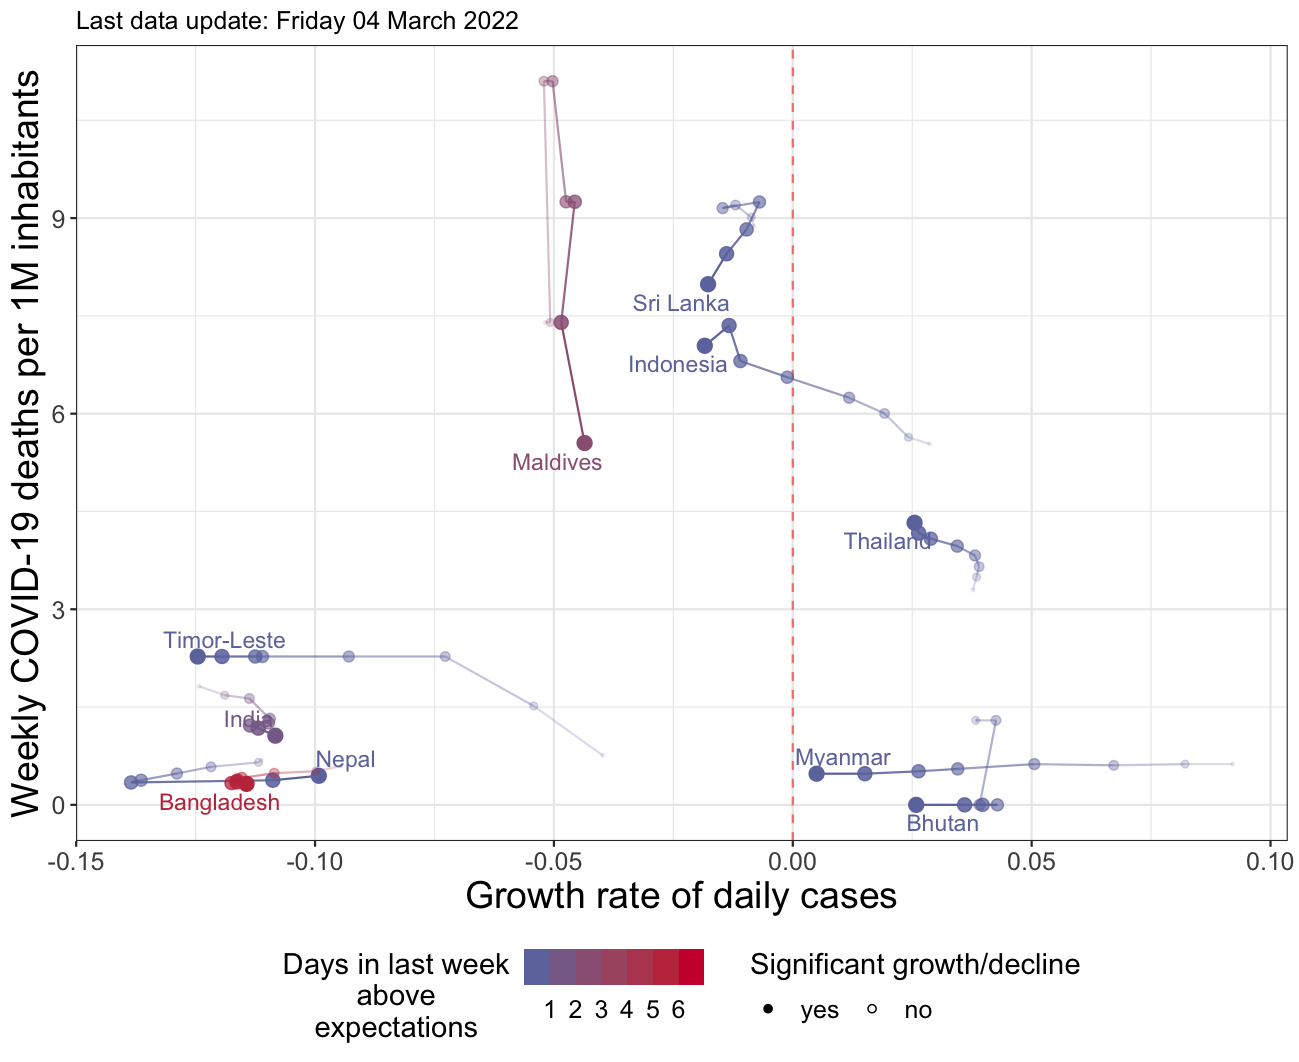 Last data update: Friday 04 March 2022
Weekly COVID-19 deaths per 1M inhabitants
9
6
3
0
Sri Lanka
Indonesia
Maldives
Thailand
Timor-Leste
India
Nepal
Myanmar
Bangladesh
Bhutan
-0.15 -0.10 -0.05 0.00 0.05 0.10
Growth rate of daily cases
Days in last week
above
expectations
1 2 3 4 5 6
Significant growth/decline
yes no